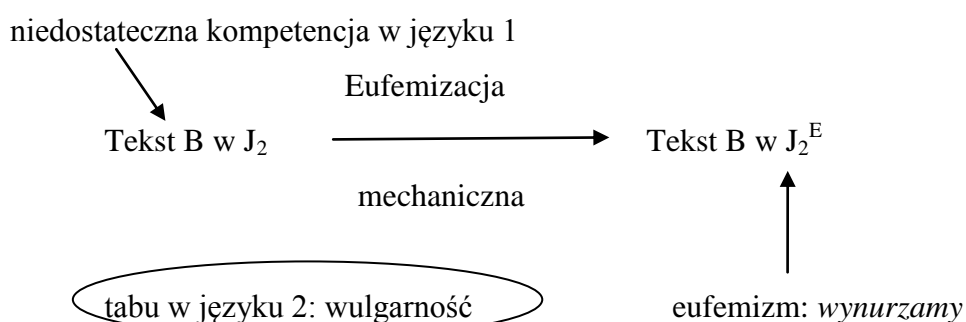 niedostateczna kompetencja w języku 1
Eufemizacja
Tekst B w J₂ Tekst B w J₂ᴱ
mechaniczna
tabu w języku 2: wulgarność eufemizm: wynurzamy